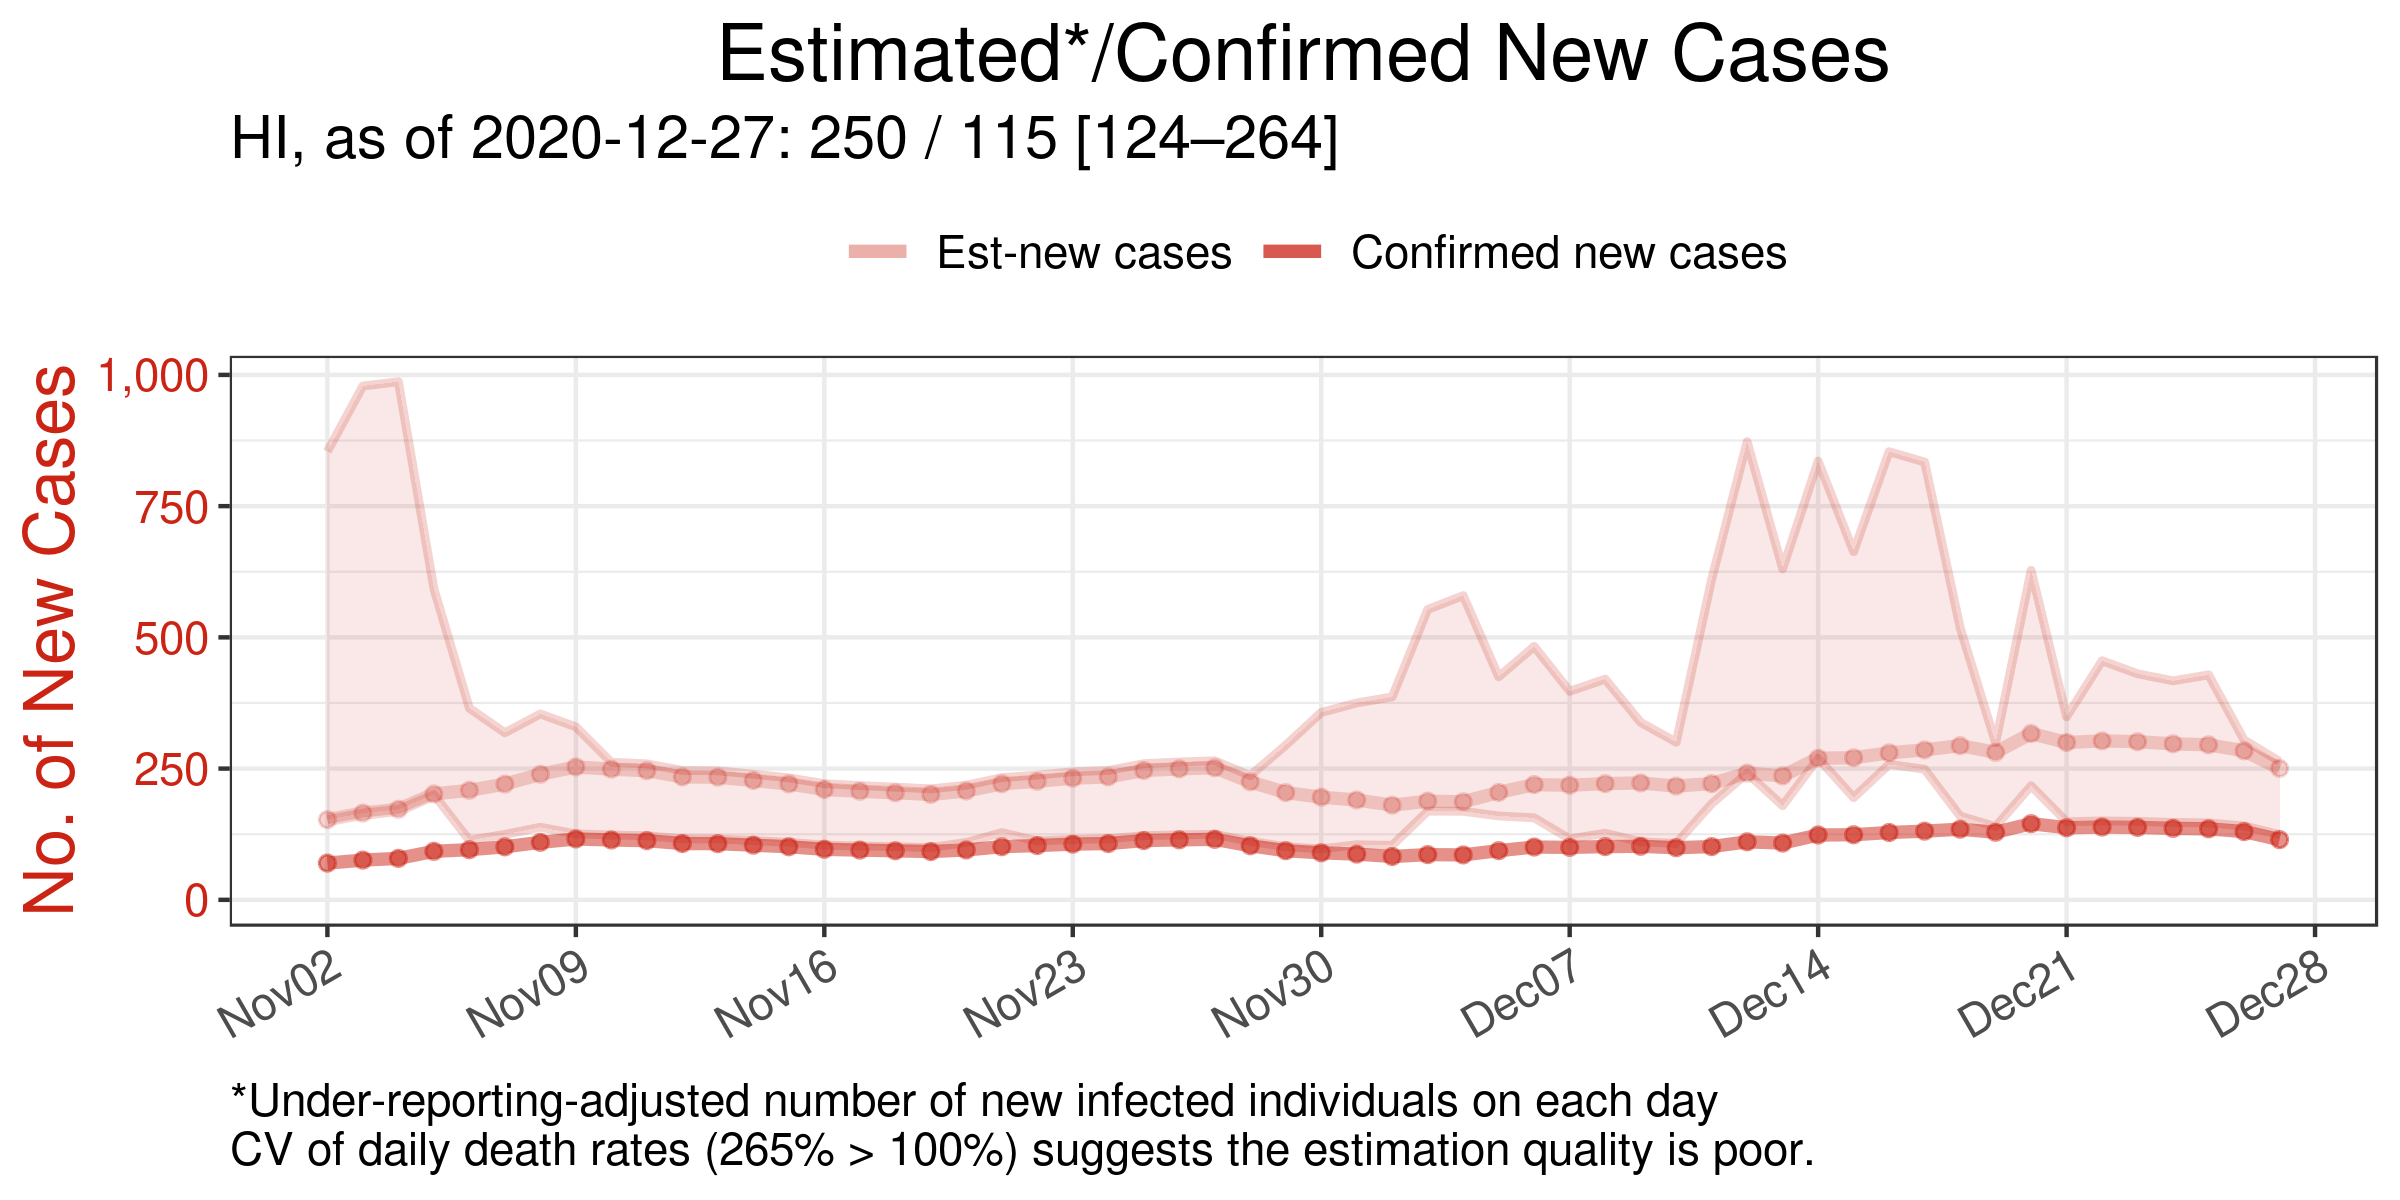 Estimated*/Confirmed New Cases
HI, as of 2020-12-27: 250 / 115 [124–264]
Est-new cases
Confirmed new cases
No. of New Cases
1,000
750
500
250
0
Nov02
Nov09
Nov16
Nov23
Nov30
Dec07
Dec14
Dec21
Dec28
*Under-reporting-adjusted number of new infected individuals on each day
CV of daily death rates (265% > 100%) suggests the estimation quality is poor.